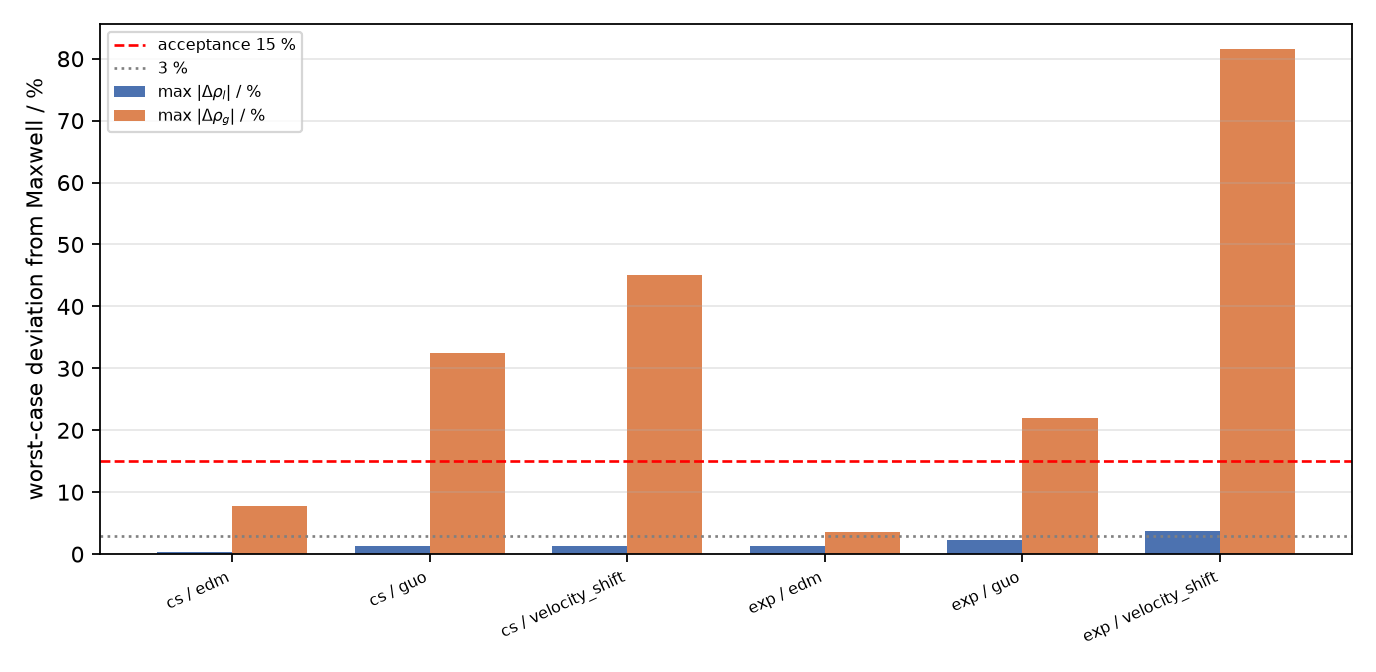 acceptance 15 %
3 %
max |Δρₗ| / %
max |Δρ_g| / %
worst-case deviation from Maxwell / %
80
70
60
50
40
30
20
10
0
cs / edm
cs / guo
cs / velocity_shift
exp / edm
exp / guo
exp / velocity_shift